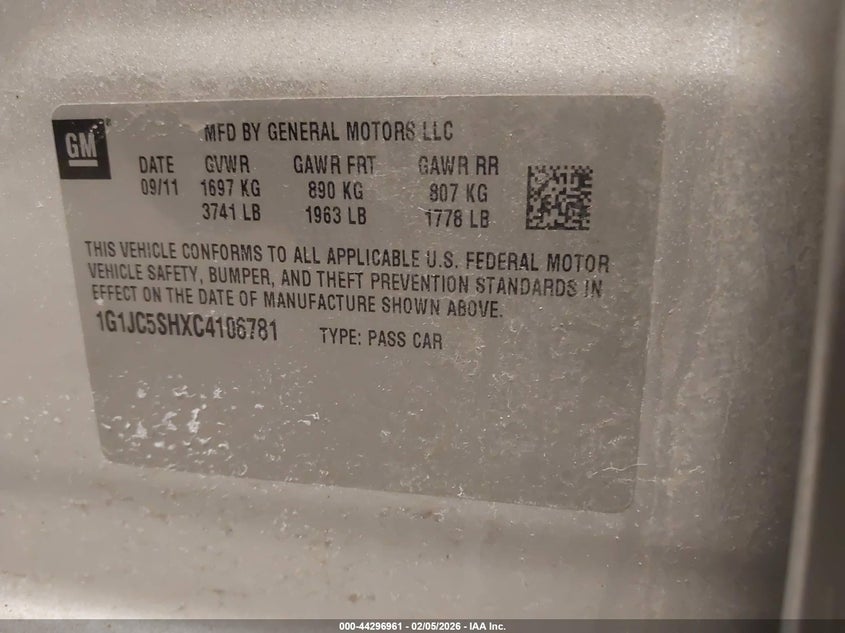 GM
MFD BY GENERAL MOTORS LLC
DATE GVWR GAWR FRT GAWR RR
09/11 1697 KG 890 KG 807 KG
3741 LB 1963 LB 1778 LB
THIS VEHICLE CONFORMS TO ALL APPLICABLE U.S. FEDERAL MOTOR
VEHICLE SAFETY, BUMPER, AND THEFT PREVENTION STANDARDS IN
EFFECT ON THE DATE OF MANUFACTURE SHOWN ABOVE.
1G1JC5SHXC4106781 TYPE: PASS CAR
000-44296961 — 02/05/2026 — IAA Inc.